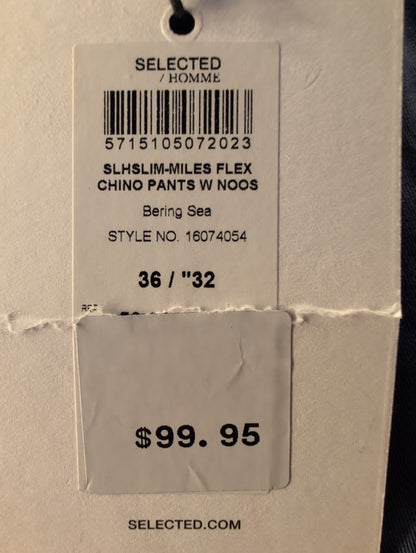 SELECTED
/ HOMME
5715105072023
SLHSLIM-MILES FLEX
CHINO PANTS W NOOS
Bering Sea
STYLE NO. 16074054
36 / "32
$99.95
SELECTED.COM